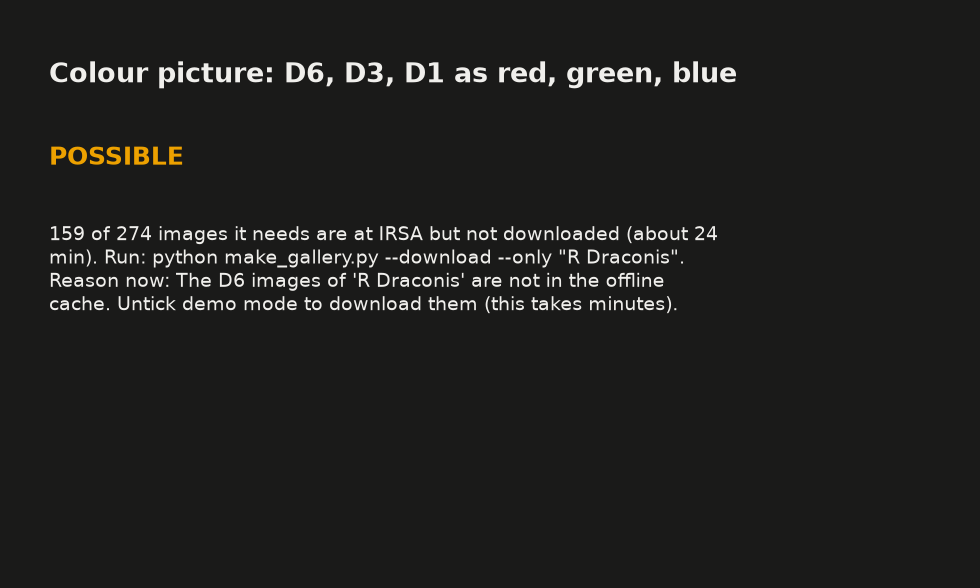 Colour picture: D6, D3, D1 as red, green, blue
POSSIBLE
159 of 274 images it needs are at IRSA but not downloaded (about 24
min). Run: python make_gallery.py --download --only "R Draconis".
Reason now: The D6 images of 'R Draconis' are not in the offline
cache. Untick demo mode to download them (this takes minutes).